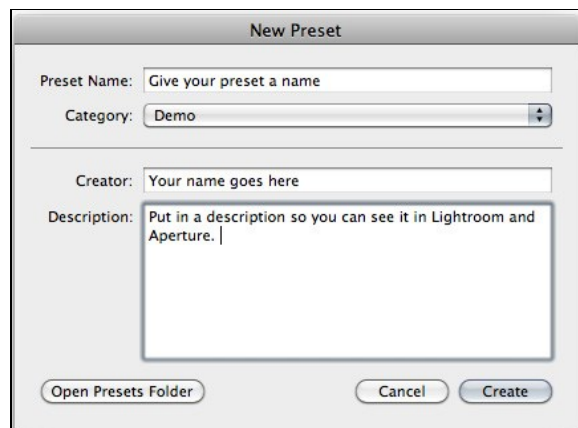 New Preset
Preset Name: Give your preset a name
Category: Demo
Creator: Your name goes here
Description: Put in a description so you can see it in Lightroom and
Aperture.
Open Presets Folder Cancel Create